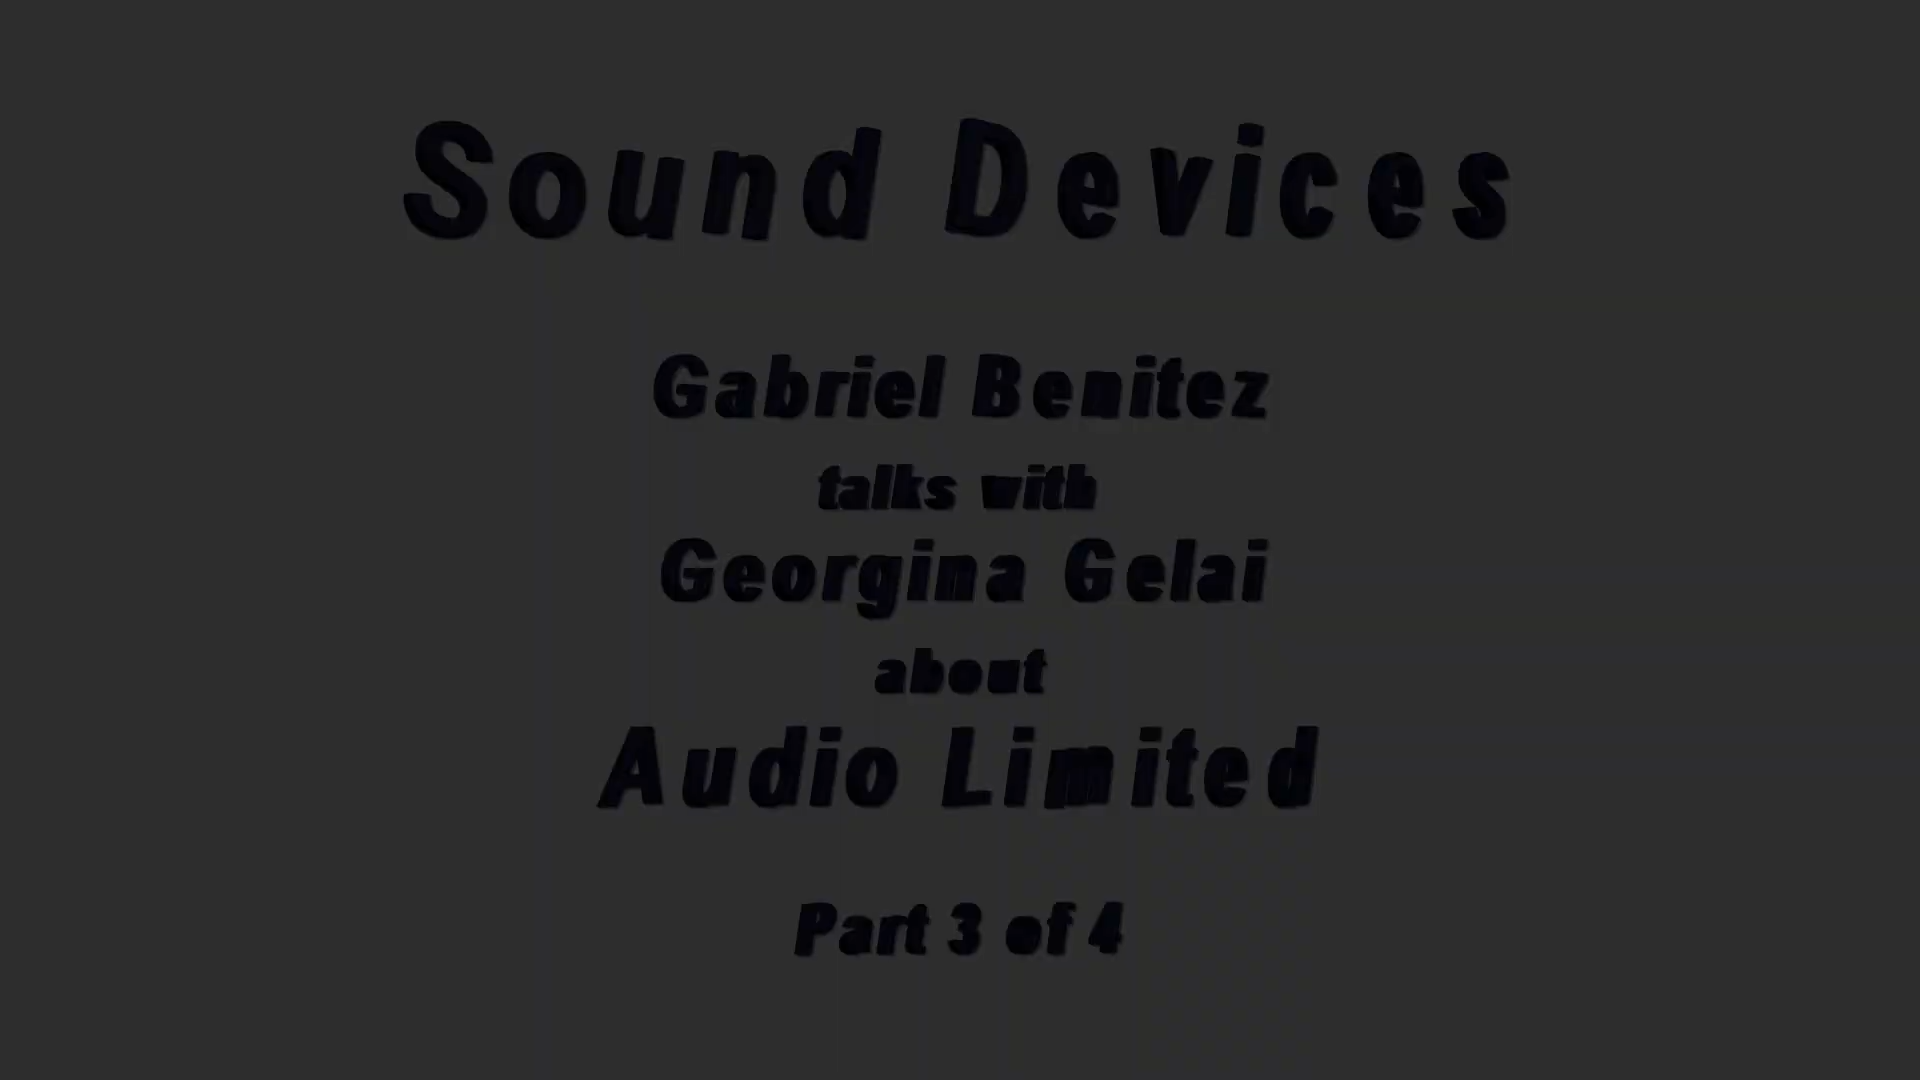 Sound Devices
Gabriel Benitez
talks with
Georgina Gelai
about
Audio Limited
Part 3 of 4